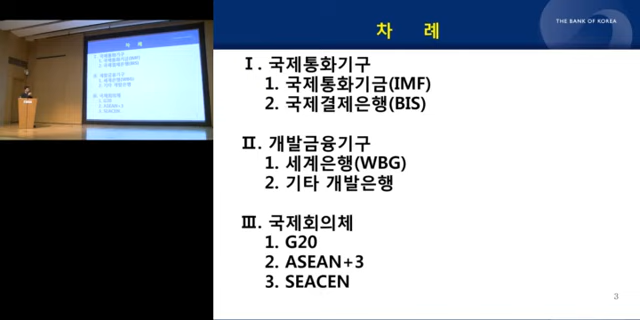 THE BANK OF KOREA
차 례
Ⅰ. 국제통화기구
1. 국제통화기금(IMF)
2. 국제결제은행(BIS)
Ⅱ. 개발금융기구
1. 세계은행(WBG)
2. 기타 개발은행
Ⅲ. 국제회의체
1. G20
2. ASEAN+3
3. SEACEN
3